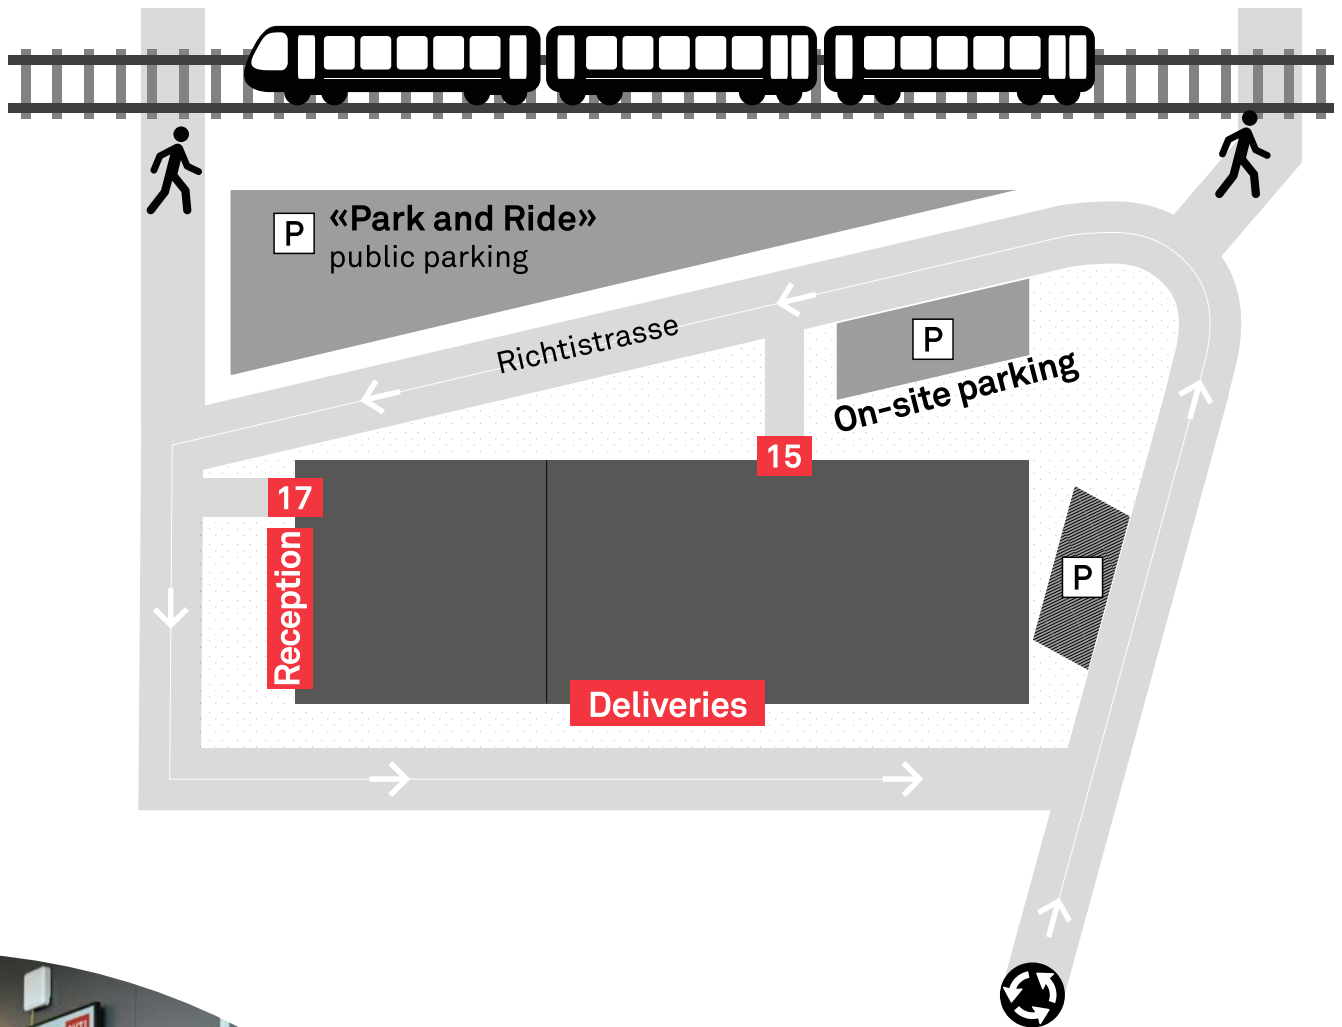 P
«Park and Ride»
public parking
Richtistrasse
P
On-site parking
15
17
Reception
P
Deliveries